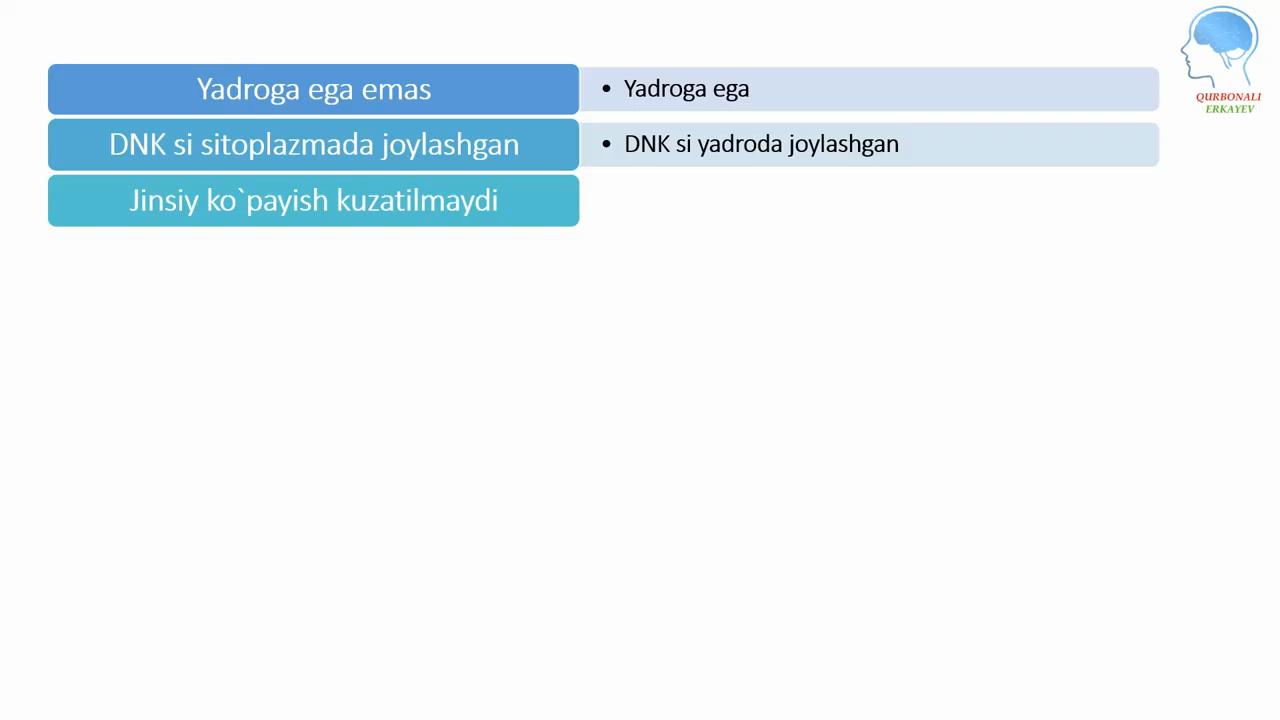 Yadroga ega emas
• Yadroga ega
DNK si sitoplazmada joylashgan
• DNK si yadroda joylashgan
Jinsiy ko`payish kuzatilmaydi
QURBONALI
ERKAYEV